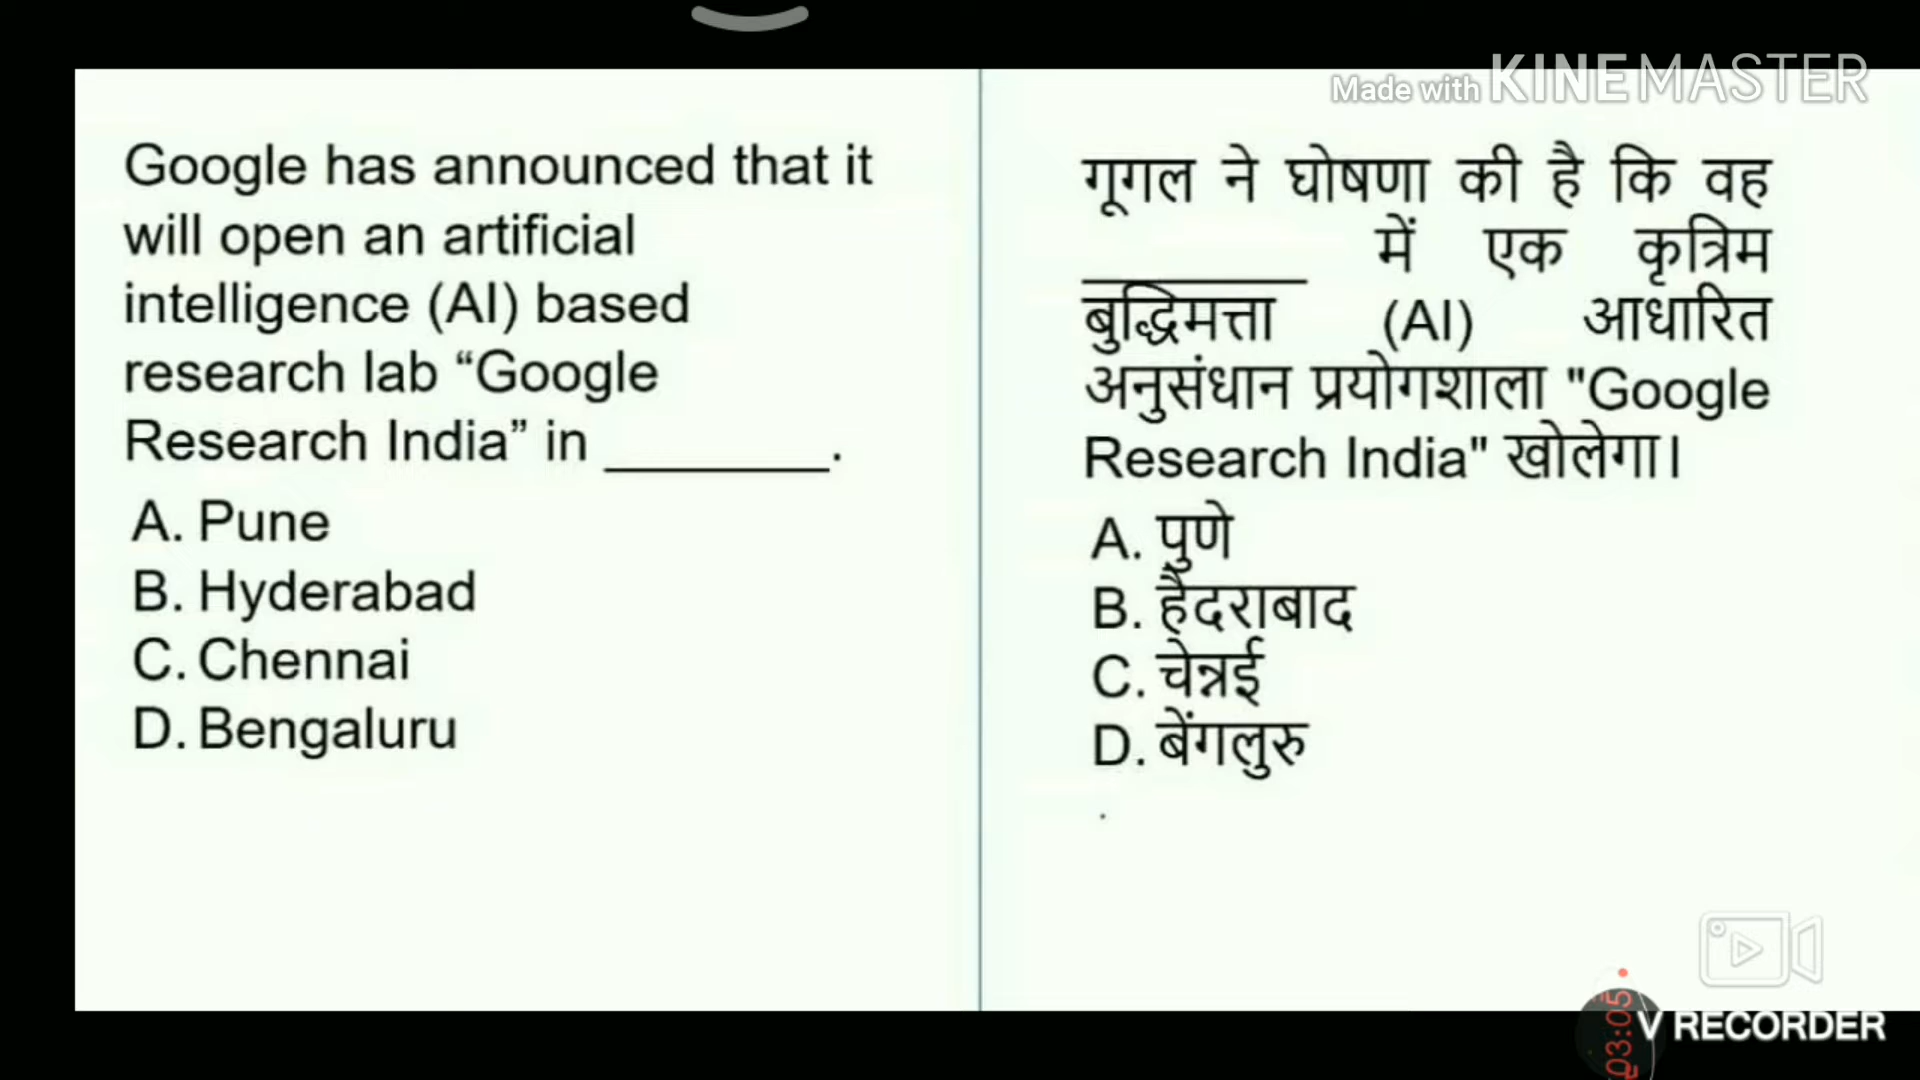 Made with KINEMASTER
Google has announced that it
will open an artificial
intelligence (AI) based
research lab “Google
Research India” in ________.
A. Pune
B. Hyderabad
C. Chennai
D. Bengaluru
गूगल ने घोषणा की है कि वह
________ में एक कृत्रिम
बुद्धिमत्ता (AI) आधारित
अनुसंधान प्रयोगशाला "Google
Research India" खोलेगा।
A. पुणे
B. हैदराबाद
C. चेन्नई
D. बेंगलुरु
03:05
V RECORDER